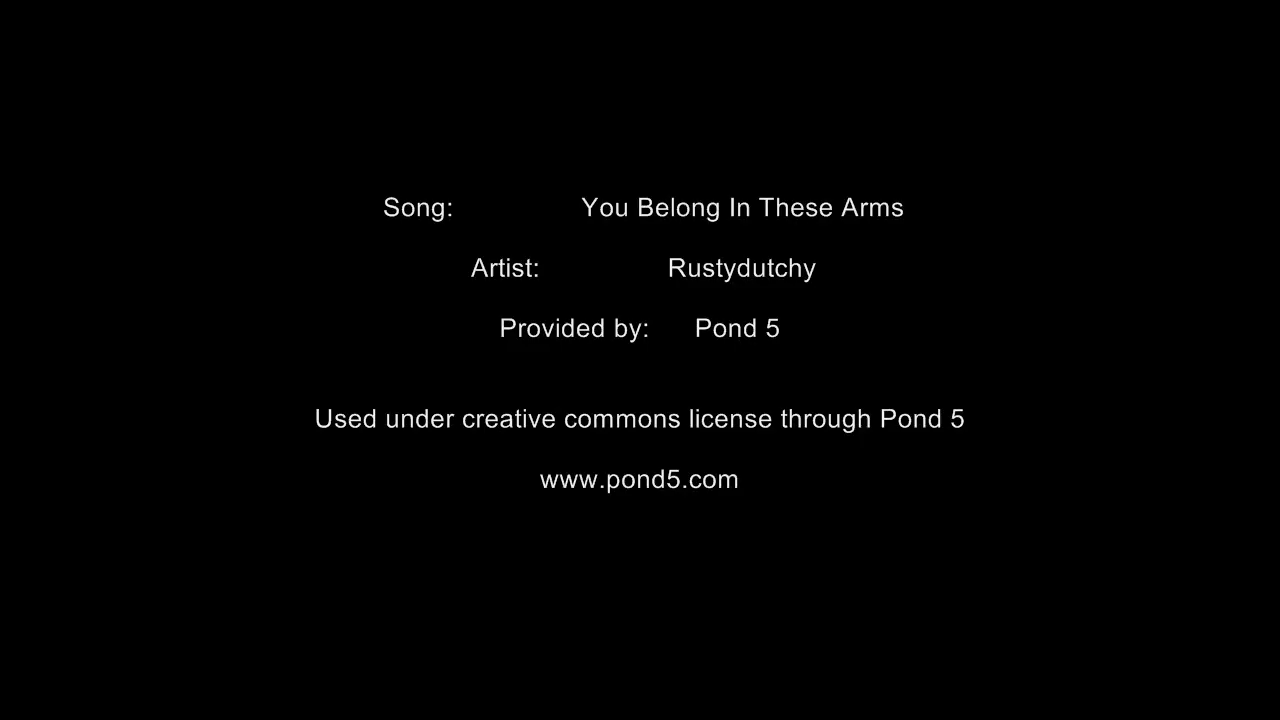 Song: You Belong In These Arms
Artist: Rustydutchy
Provided by: Pond 5
Used under creative commons license through Pond 5
www.pond5.com